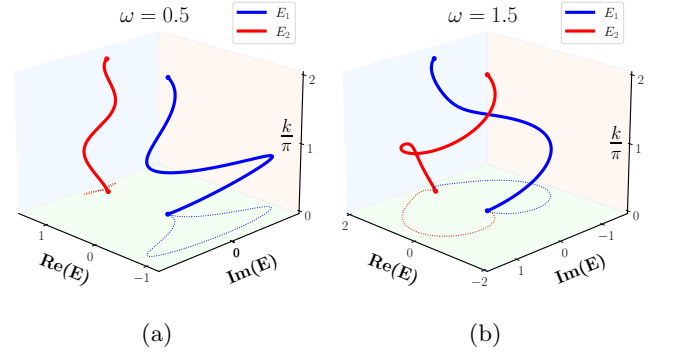 ω = 0.5
E₁
E₂
2
k/π
1
0
1
0
−1
0
Re(E)
Im(E)
(a)
ω = 1.5
E₁
E₂
2
k/π
1
0
2
0
−2
1
0
−1
Re(E)
Im(E)
(b)